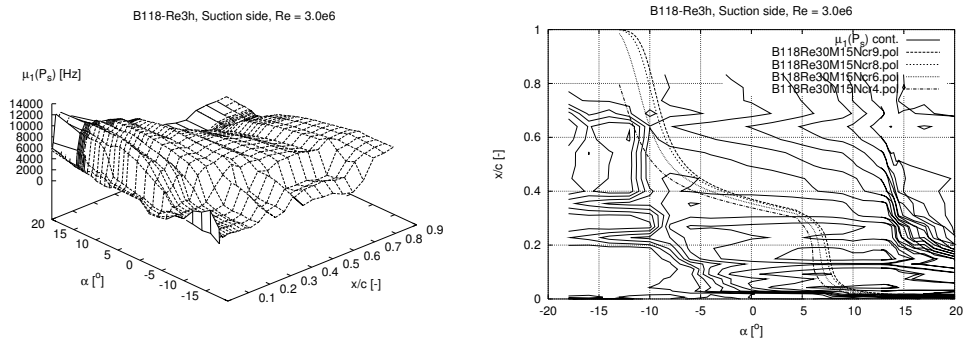 B118-Re3h, Suction side, Re = 3.0e6
μ1(Ps) [Hz]
14000
12000
10000
8000
6000
4000
2000
0
20
15
10
5
0
-5
-10
-15
α [°]
0.1
0.2
0.3
0.4
0.5
0.6
0.7
0.8
0.9
x/c [-]
B118-Re3h, Suction side, Re = 3.0e6
μ1(Ps) cont.
B118Re30M15Ncr9.pol
B118Re30M15Ncr8.pol
B118Re30M15Ncr6.pol
B118Re30M15Ncr4.pol
1
0.8
0.6
0.4
0.2
0
x/c [-]
-20 -15 -10 -5 0 5 10 15 20
α [°]